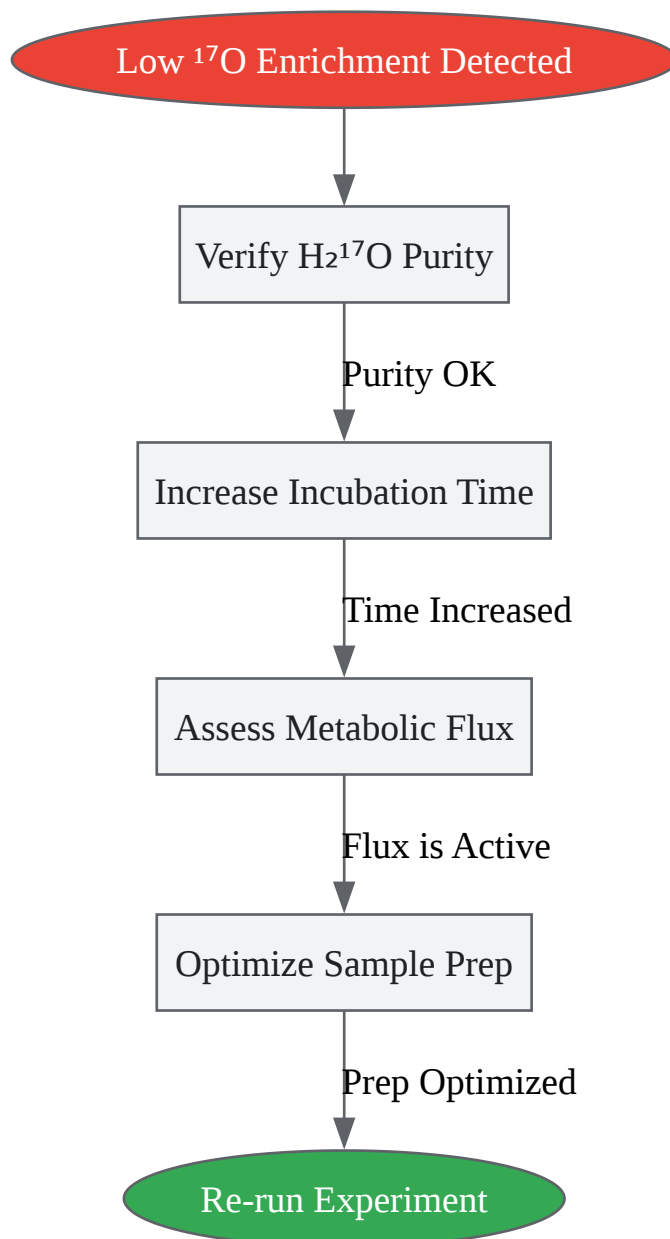 Low ¹⁷O Enrichment Detected
Verify H₂¹⁷O Purity
Purity OK
Increase Incubation Time
Time Increased
Assess Metabolic Flux
Flux is Active
Optimize Sample Prep
Prep Optimized
Re-run Experiment